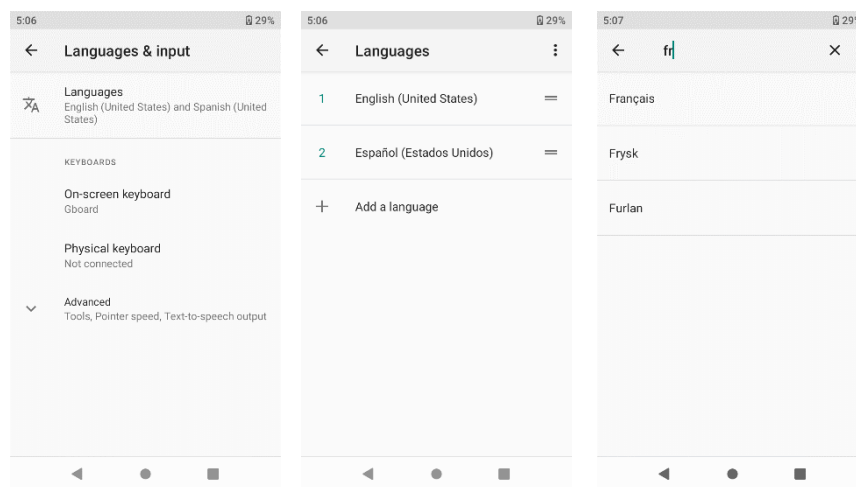 5:06 29%
Languages & input
Languages
English (United States) and Spanish (United
States)
KEYBOARDS
On-screen keyboard
Gboard
Physical keyboard
Not connected
Advanced
Tools, Pointer speed, Text-to-speech output
5:06 29%
Languages
1 English (United States)
2 Español (Estados Unidos)
Add a language
5:07 29%
fr
Français
Frysk
Furlan